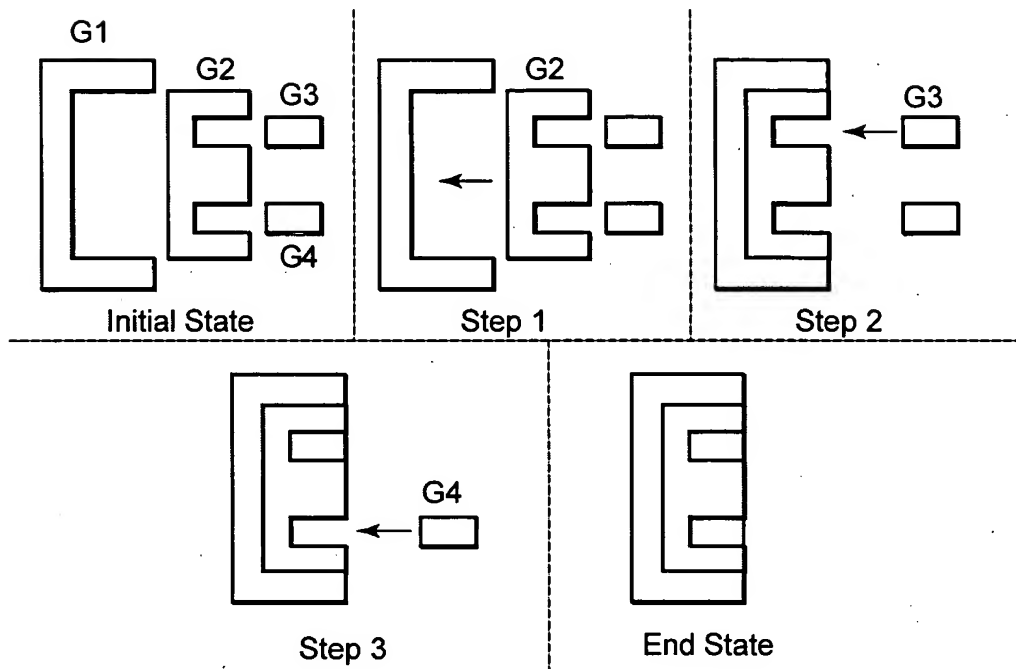 G1
G2
G3
G4
Initial State
G2
Step 1
G3
Step 2
G4
Step 3
End State